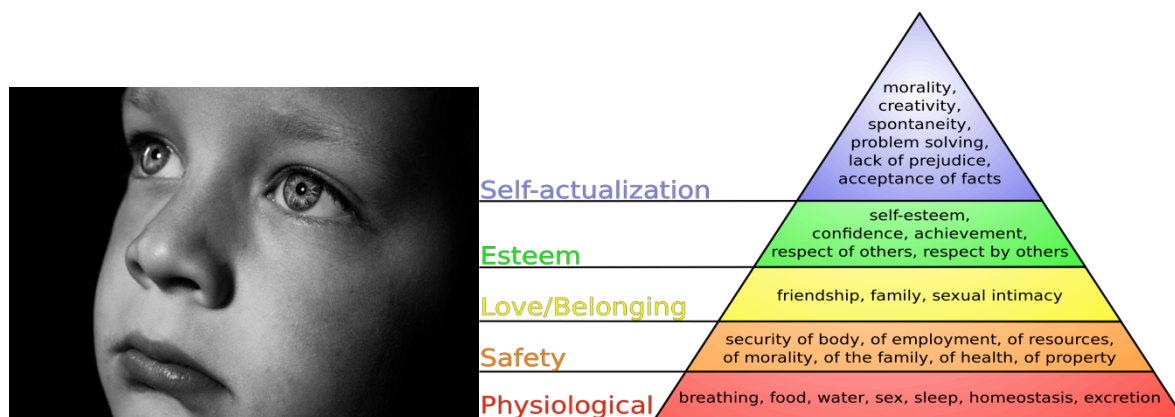 morality,
creativity,
spontaneity,
problem solving,
lack of prejudice,
acceptance of facts
Self-actualization
self-esteem,
confidence, achievement,
respect of others, respect by others
Esteem
friendship, family, sexual intimacy
Love/Belonging
security of body, of employment, of resources,
of morality, of the family, of health, of property
Safety
breathing, food, water, sex, sleep, homeostasis, excretion
Physiological